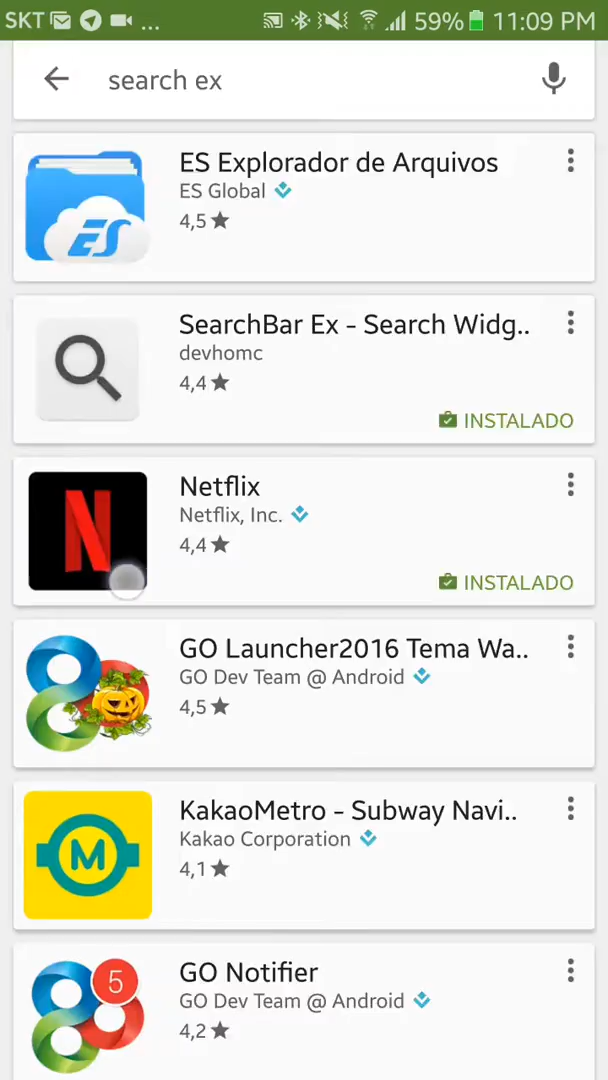 SKT ... 59% 11:09 PM
search ex
ES Explorador de Arquivos
ES Global
4,5
ES
SearchBar Ex - Search Widg..
devhomc
4,4
INSTALADO
Netflix
Netflix, Inc.
4,4
N
INSTALADO
GO Launcher2016 Tema Wa..
GO Dev Team @ Android
4,5
KakaoMetro - Subway Navi..
Kakao Corporation
4,1
M
GO Notifier
5
GO Dev Team @ Android
4,2